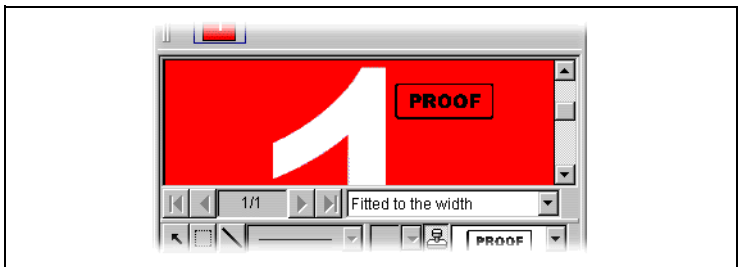 1
PROOF
1/1
Fitted to the width
PROOF